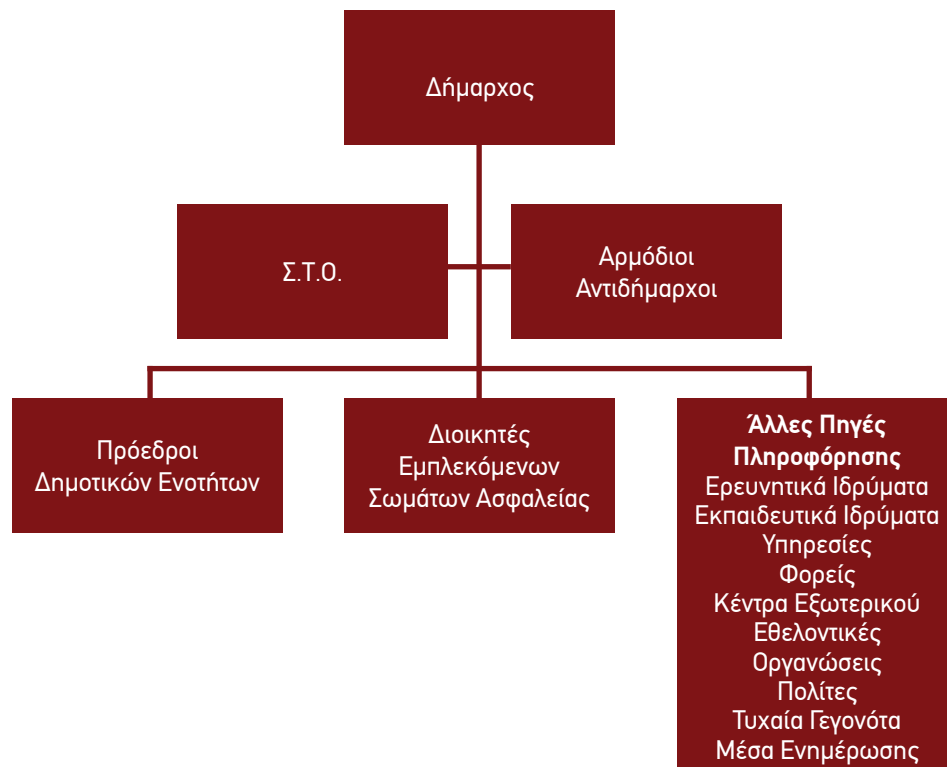 Δήμαρχος
Σ.Τ.Ο.
Αρμόδιοι
Αντιδήμαρχοι
Πρόεδροι
Δημοτικών Ενοτήτων
Διοικητές
Εμπλεκόμενων
Σωμάτων Ασφαλείας
Άλλες Πηγές
Πληροφόρησης
Ερευνητικά Ιδρύματα
Εκπαιδευτικά Ιδρύματα
Υπηρεσίες
Φορείς
Κέντρα Εξωτερικού
Εθελοντικές
Οργανώσεις
Πολίτες
Τυχαία Γεγονότα
Μέσα Ενημέρωσης